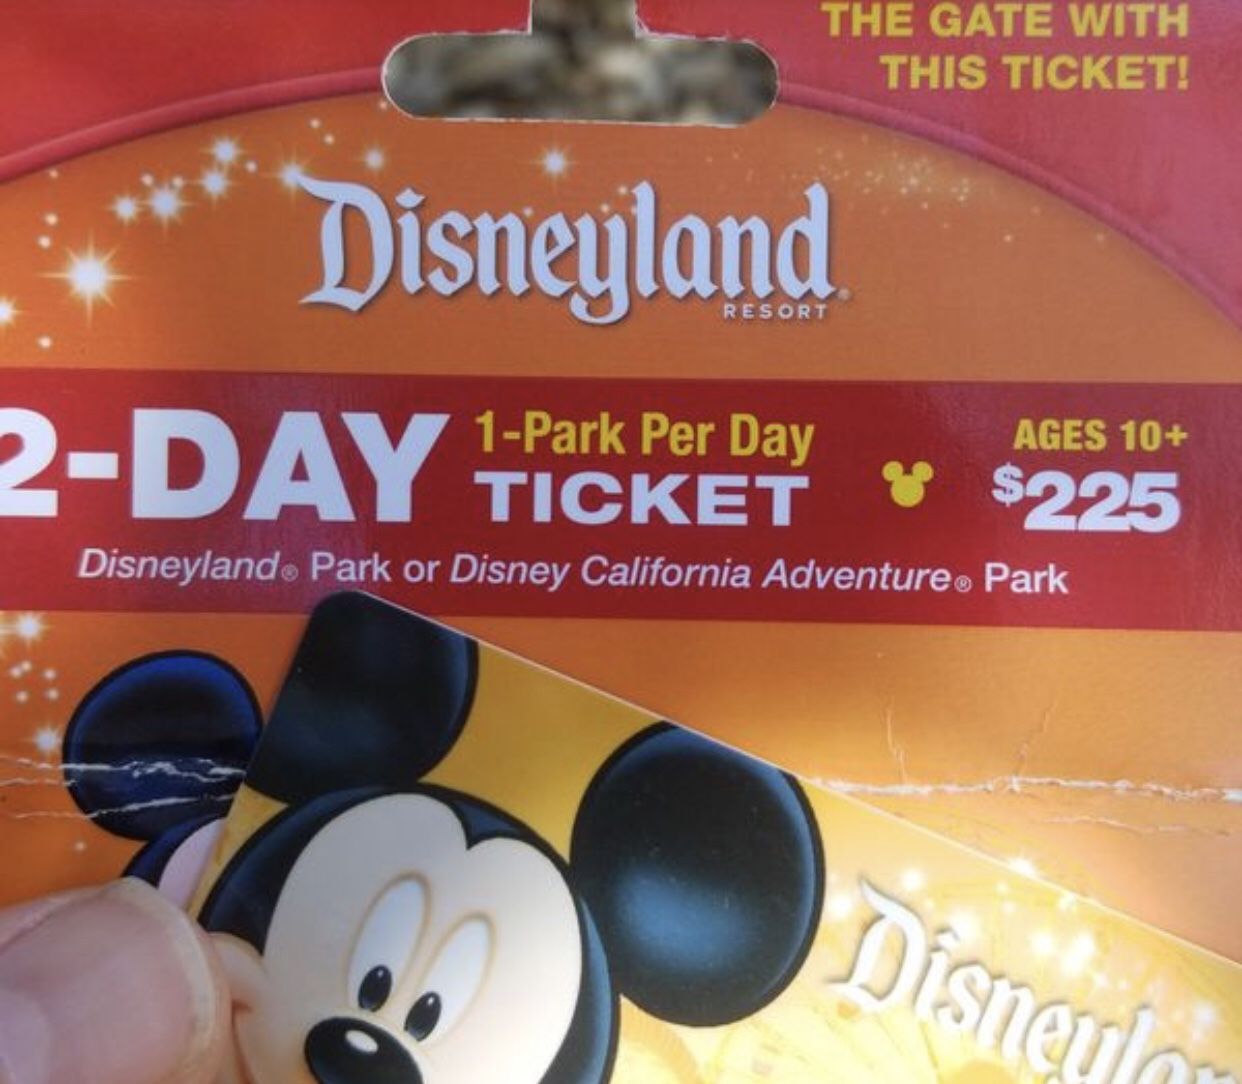 THE GATE WITH
THIS TICKET!
Disneyland®
RESORT
2-DAY
1-Park Per Day
TICKET
AGES 10+
$225
Disneyland® Park or Disney California Adventure® Park
Disneylan